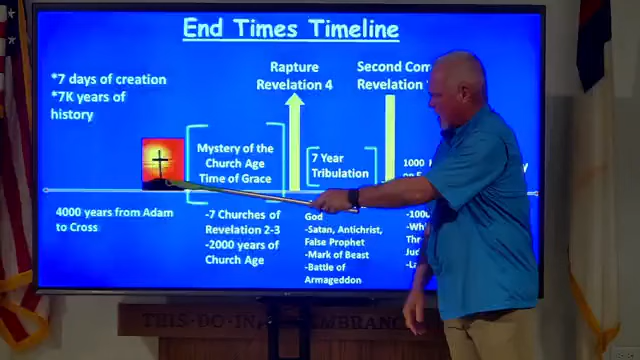 End Times Timeline
*7 days of creation
*7K years of
history
Rapture
Revelation 4
Second
Revelation
Mystery of the
Church Age
Time of Grace
7 Year
Tribulation
1000
4000 years from Adam
to Cross
-7 Churches of
Revelation 2-3
-2000 years of
Church Age
God
-Satan, Antichrist,
False Prophet
-Mark of Beast
-Battle of
Armageddon
THIS·DO·IN